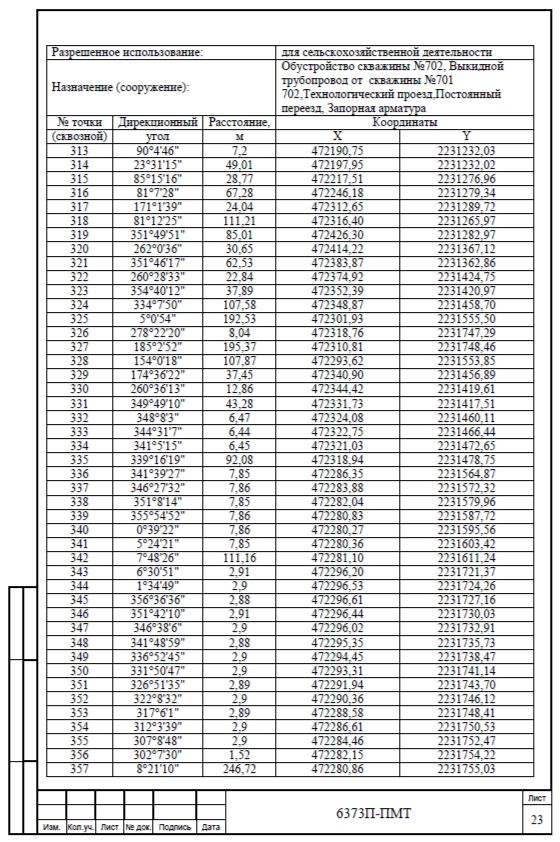 Разрешенное использование: для сельскохозяйственной деятельности
Назначение (сооружение): Обустройство скважины №702, Выкидной
трубопровод от скважины №701
702,Технологический проезд,Постоянный
переезд, Запорная арматура
№ точки Дирекционный Расстояние, Координаты
(сквозной) угол м X Y
313 90°4'46" 7,2 472190,75 2231232,03
314 23°31'15" 49,01 472197,95 2231232,02
315 85°15'16" 28,77 472217,51 2231276,96
316 81°7'28" 67,28 472246,18 2231279,34
317 171°1'39" 24,04 472312,65 2231289,72
318 81°12'25" 111,21 472316,40 2231265,97
319 351°49'51" 85,01 472426,30 2231282,97
320 262°0'36" 30,65 472414,22 2231367,12
321 351°46'17" 62,53 472383,87 2231362,86
322 260°28'33" 22,84 472374,92 2231424,75
323 354°40'12" 37,89 472352,39 2231420,97
324 334°7'50" 107,58 472348,87 2231458,70
325 5°0'54" 192,53 472301,93 2231555,50
326 278°22'20" 8,04 472318,76 2231747,29
327 185°2'52" 195,37 472310,81 2231748,46
328 154°0'18" 107,87 472293,62 2231553,85
329 174°36'22" 37,45 472340,90 2231456,89
330 260°36'13" 12,86 472344,42 2231419,61
331 349°49'10" 43,28 472331,73 2231417,51
332 348°8'3" 6,47 472324,08 2231460,11
333 344°31'7" 6,44 472322,75 2231466,44
334 341°5'15" 6,45 472321,03 2231472,65
335 339°16'19" 92,08 472318,94 2231478,75
336 341°39'27" 7,85 472286,35 2231564,87
337 346°27'32" 7,86 472283,88 2231572,32
338 351°8'14" 7,85 472282,04 2231579,96
339 355°54'52" 7,86 472280,83 2231587,72
340 0°39'22" 7,86 472280,27 2231595,56
341 5°24'21" 7,85 472280,36 2231603,42
342 7°48'26" 111,16 472281,10 2231611,24
343 6°30'51" 2,91 472296,20 2231721,37
344 1°34'49" 2,9 472296,53 2231724,26
345 356°36'36" 2,88 472296,61 2231727,16
346 351°42'10" 2,91 472296,44 2231730,03
347 346°38'6" 2,9 472296,02 2231732,91
348 341°48'59" 2,88 472295,35 2231735,73
349 336°52'45" 2,9 472294,45 2231738,47
350 331°50'47" 2,9 472293,31 2231741,14
351 326°51'35" 2,89 472291,94 2231743,70
352 322°8'32" 2,9 472290,36 2231746,12
353 317°6'1" 2,89 472288,58 2231748,41
354 312°3'39" 2,9 472286,61 2231750,53
355 307°8'48" 2,9 472284,46 2231752,47
356 302°7'30" 1,52 472282,15 2231754,22
357 8°21'10" 246,72 472280,86 2231755,03
6373П-ПМТ Лист
23
Изм. Кол.уч. Лист № док. Подпись Дата